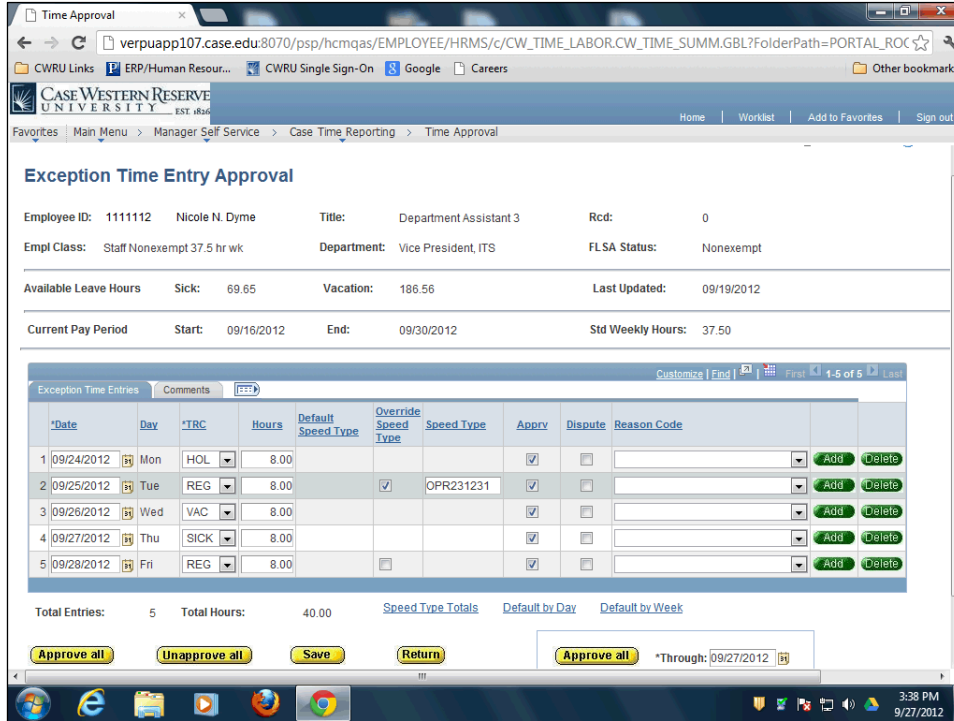 Time Approval
verpuapp107.case.edu:8070/psp/hcmqas/EMPLOYEE/HRMS/c/CW_TIME_LABOR.CW_TIME_SUMM.GBL?FolderPath=PORTAL_ROC
CWRU Links ERP/Human Resour... CWRU Single Sign-On Google Careers Other bookmark
CASE WESTERN RESERVE
UNIVERSITY EST. 1826
Home | Worklist | Add to Favorites | Sign out
Favorites Main Menu > Manager Self Service > Case Time Reporting > Time Approval
Exception Time Entry Approval
Employee ID: 1111112 Nicole N. Dyme Title: Department Assistant 3 Rcd: 0
Empl Class: Staff Nonexempt 37.5 hr wk Department: Vice President, ITS FLSA Status: Nonexempt
Available Leave Hours Sick: 69.65 Vacation: 186.56 Last Updated: 09/19/2012
Current Pay Period Start: 09/16/2012 End: 09/30/2012 Std Weekly Hours: 37.50
Customize | Find | First 1-5 of 5 Last
Exception Time Entries Comments
*Date Day *TRC Hours Default Speed Type Override Speed Type Speed Type Apprv Dispute Reason Code
1 09/24/2012 Mon HOL 8.00 Add Delete
2 09/25/2012 Tue REG 8.00 OPR231231 Add Delete
3 09/26/2012 Wed VAC 8.00 Add Delete
4 09/27/2012 Thu SICK 8.00 Add Delete
5 09/28/2012 Fri REG 8.00 Add Delete
Total Entries: 5 Total Hours: 40.00 Speed Type Totals Default by Day Default by Week
Approve all Unapprove all Save Return Approve all *Through: 09/27/2012
3:38 PM
9/27/2012